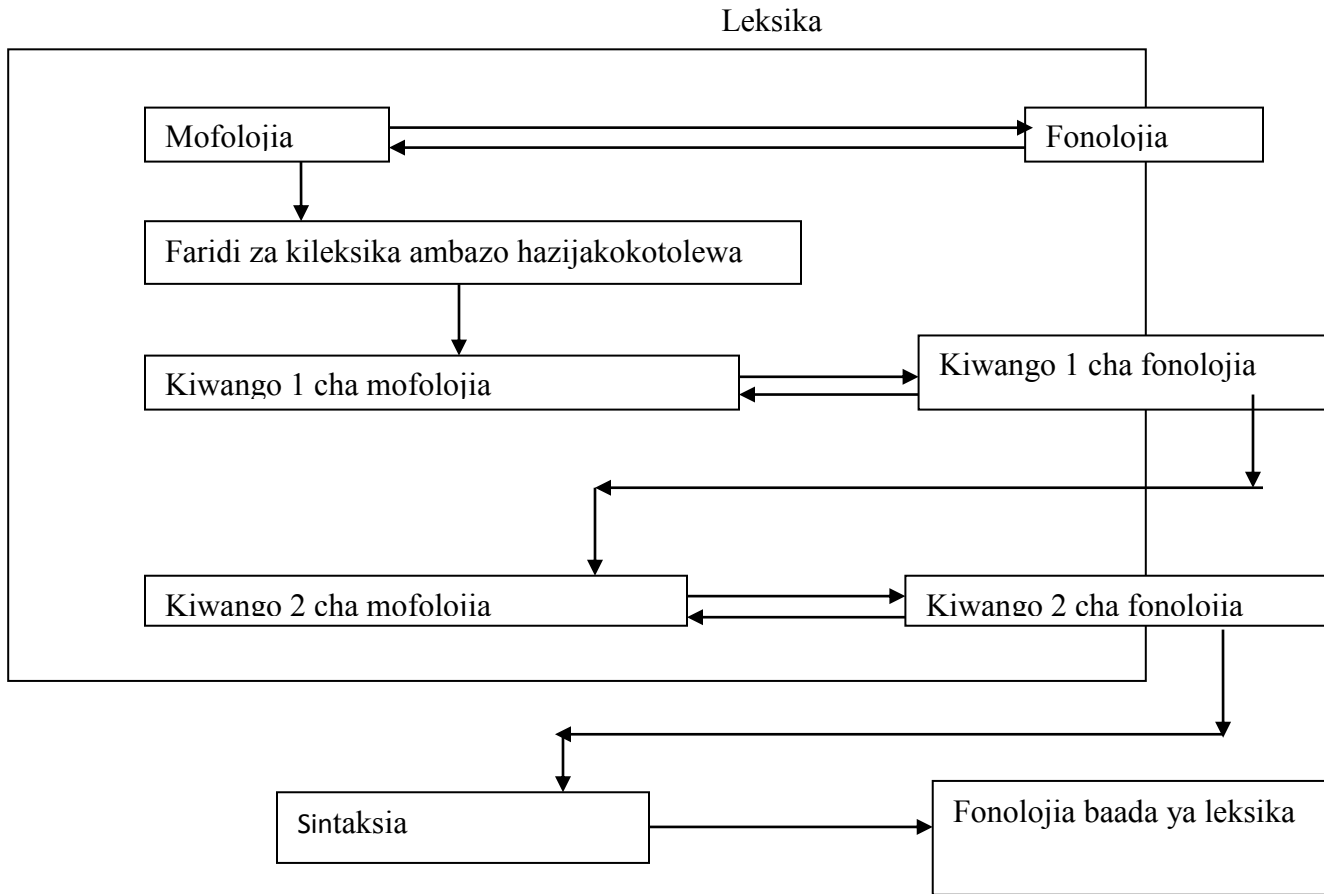 Leksika
Mofolojia
Fonolojia
Faridi za kileksika ambazo hazijakokotolewa
Kiwango 1 cha mofolojia
Kiwango 1 cha fonolojia
Kiwango 2 cha mofolojia
Kiwango 2 cha fonolojia
Sintaksia
Fonolojia baada ya leksika